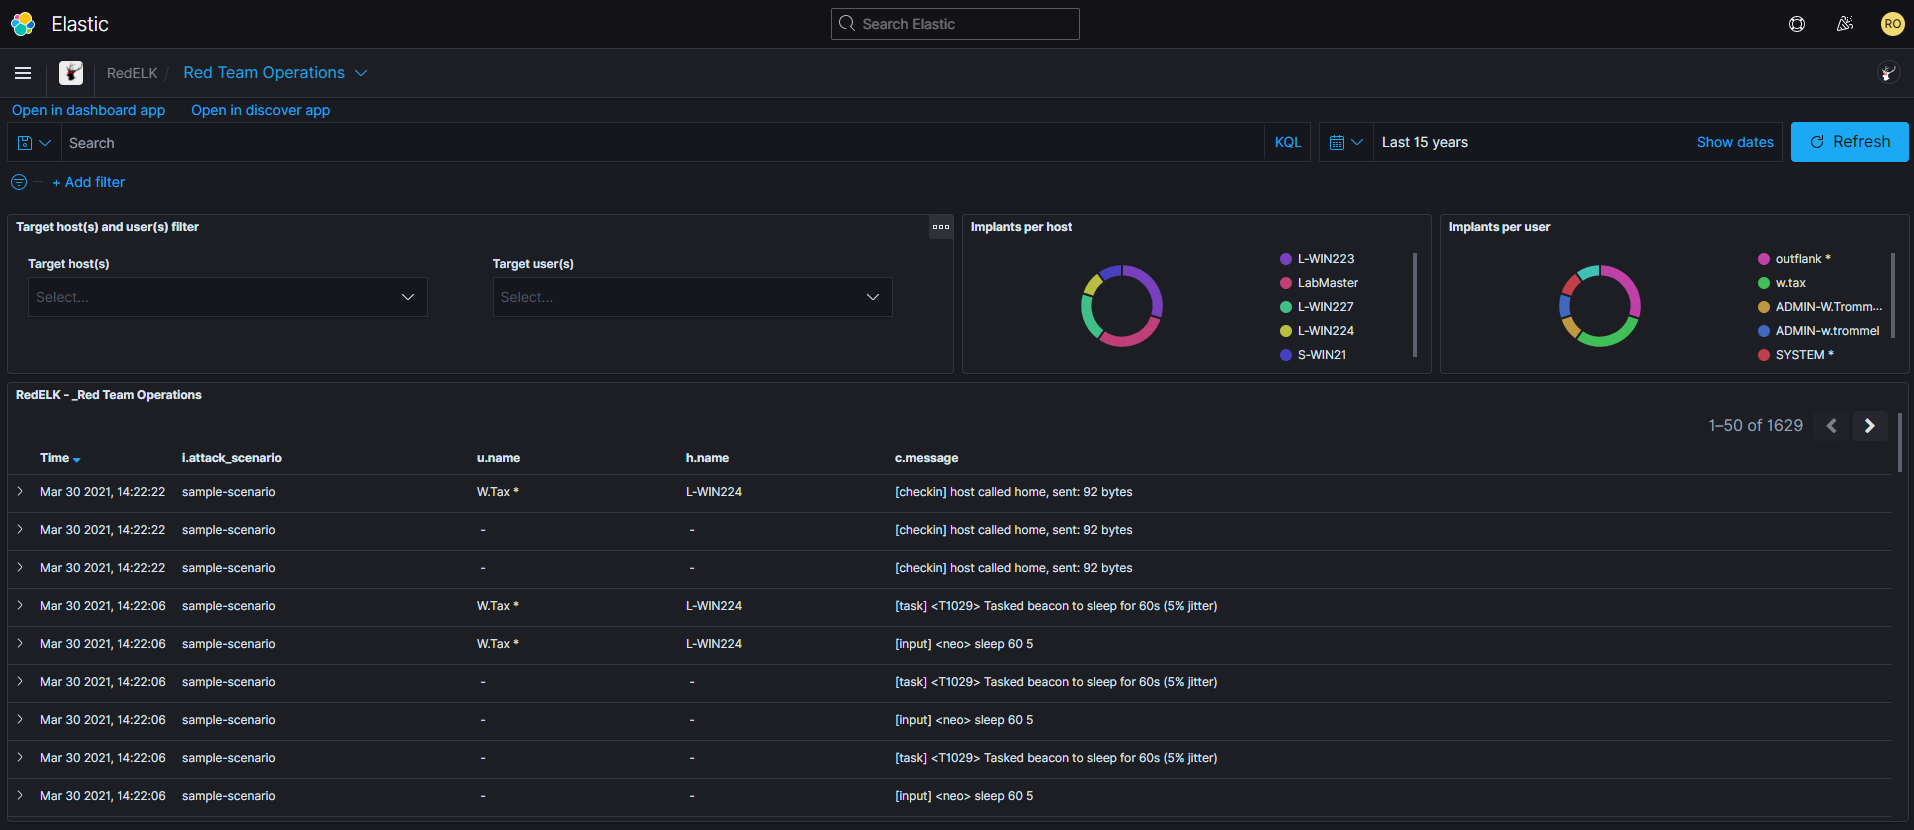 Elastic
Search Elastic
RO
RedELK / Red Team Operations
Open in dashboard app Open in discover app
Search KQL Last 15 years Show dates Refresh
+ Add filter
Target host(s) and user(s) filter
Target host(s) Target user(s)
Select... Select...
Implants per host
L-WIN223
LabMaster
L-WIN227
L-WIN224
S-WIN21
Implants per user
outflank *
w.tax
ADMIN-W.Tromm...
ADMIN-w.trommel
SYSTEM *
RedELK - _Red Team Operations
1–50 of 1629
Time i.attack_scenario u.name h.name c.message
Mar 30 2021, 14:22:22 sample-scenario W.Tax * L-WIN224 [checkin] host called home, sent: 92 bytes
Mar 30 2021, 14:22:22 sample-scenario - - [checkin] host called home, sent: 92 bytes
Mar 30 2021, 14:22:22 sample-scenario - - [checkin] host called home, sent: 92 bytes
Mar 30 2021, 14:22:06 sample-scenario W.Tax * L-WIN224 [task] <T1029> Tasked beacon to sleep for 60s (5% jitter)
Mar 30 2021, 14:22:06 sample-scenario W.Tax * L-WIN224 [input] <neo> sleep 60 5
Mar 30 2021, 14:22:06 sample-scenario - - [task] <T1029> Tasked beacon to sleep for 60s (5% jitter)
Mar 30 2021, 14:22:06 sample-scenario - - [input] <neo> sleep 60 5
Mar 30 2021, 14:22:06 sample-scenario - - [task] <T1029> Tasked beacon to sleep for 60s (5% jitter)
Mar 30 2021, 14:22:06 sample-scenario - - [input] <neo> sleep 60 5